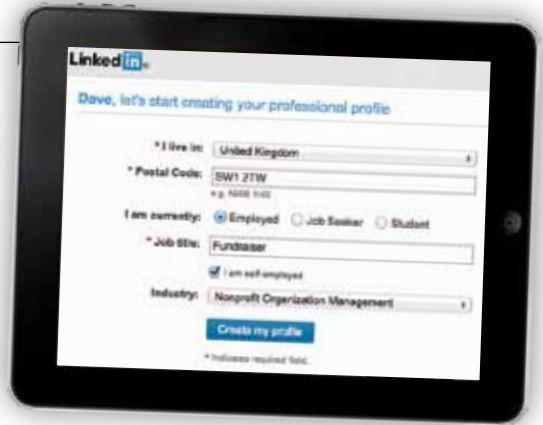 Linked in
Dave, let's start creating your professional profile
* I live in: United Kingdom
* Postal Code: SW1 2TW
e.g.
I am currently: Employed Job Seeker Student
* Job title: Fundraiser
I am self-employed
Industry: Nonprofit Organization Management
Create my profile
* Indicates required field.